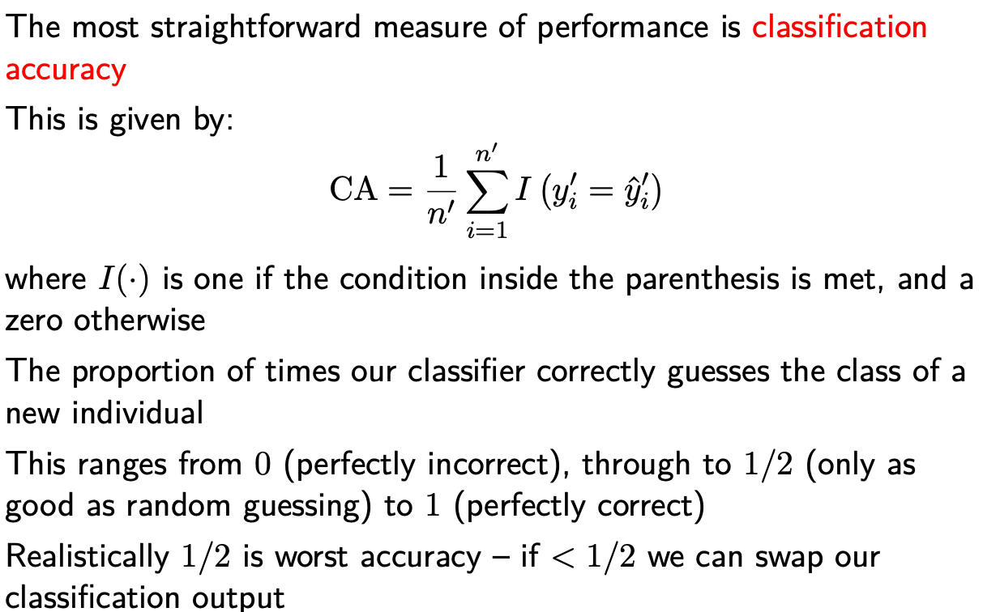 The most straightforward measure of performance is classification
accuracy
This is given by:
CA = \frac{1}{n'} \sum_{i=1}^{n'} I (y'_i = \hat{y}'_i)
where I(·) is one if the condition inside the parenthesis is met, and a
zero otherwise
The proportion of times our classifier correctly guesses the class of a
new individual
This ranges from 0 (perfectly incorrect), through to 1/2 (only as
good as random guessing) to 1 (perfectly correct)
Realistically 1/2 is worst accuracy – if < 1/2 we can swap our
classification output